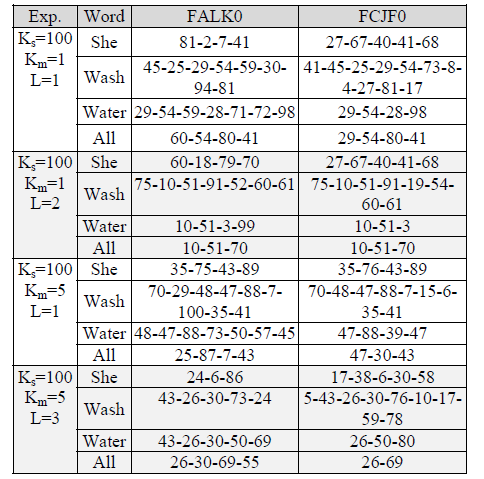 Exp. Word FALK0 FCJF0
Ks=100 She 81-2-7-41 27-67-40-41-68
Km=1 Wash 45-25-29-54-59-30- 41-45-25-29-54-73-8-
L=1 94-81 4-27-81-17
Water 29-54-59-28-71-72-98 29-54-28-98
All 60-54-80-41 29-54-80-41
Ks=100 She 60-18-79-70 27-67-40-41-68
Km=1 Wash 75-10-51-91-52-60-61 75-10-51-91-19-54-
L=2 60-61
Water 10-51-3-99 10-51-3
All 10-51-70 10-51-70
Ks=100 She 35-75-43-89 35-76-43-89
Km=5 Wash 70-29-48-47-88-7- 70-48-47-88-7-15-6-
L=1 100-35-41 35-41
Water 48-47-88-73-50-57-45 47-88-39-47
All 25-87-7-43 47-30-43
Ks=100 She 24-6-86 17-38-6-30-58
Km=5 Wash 43-26-30-73-24 5-43-26-30-76-10-17-
L=3 59-78
Water 43-26-30-50-69 26-50-80
All 26-30-69-55 26-69